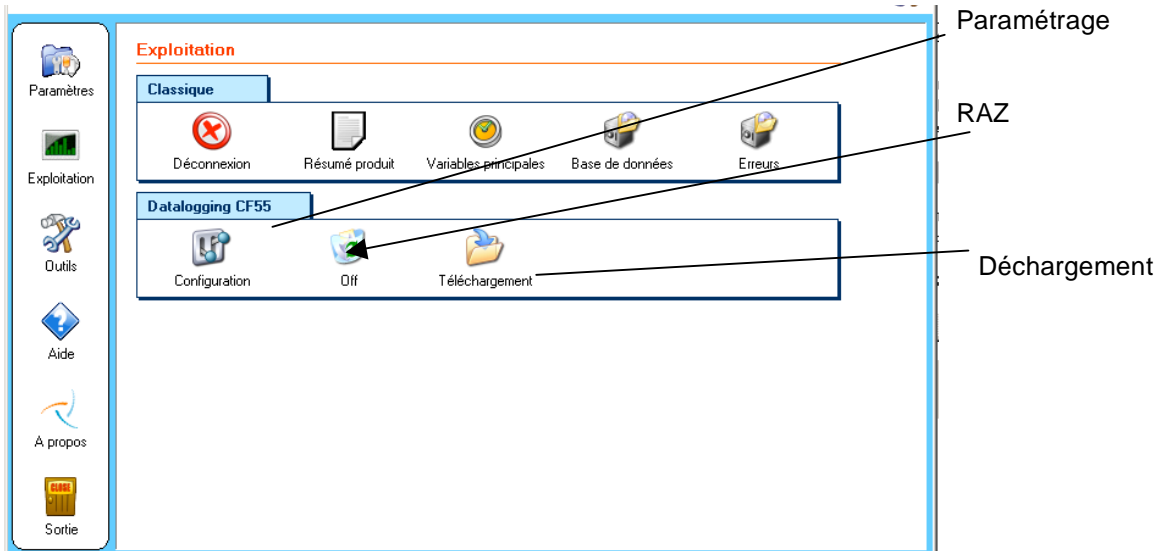 Paramètres
Exploitation
Outils
Aide
A propos
CLOSE
Sortie
Exploitation
Classique
Déconnexion
Résumé produit
Variables principales
Base de données
Erreurs
Datalogging CF55
Configuration
Off
Téléchargement
Paramétrage
RAZ
Déchargement